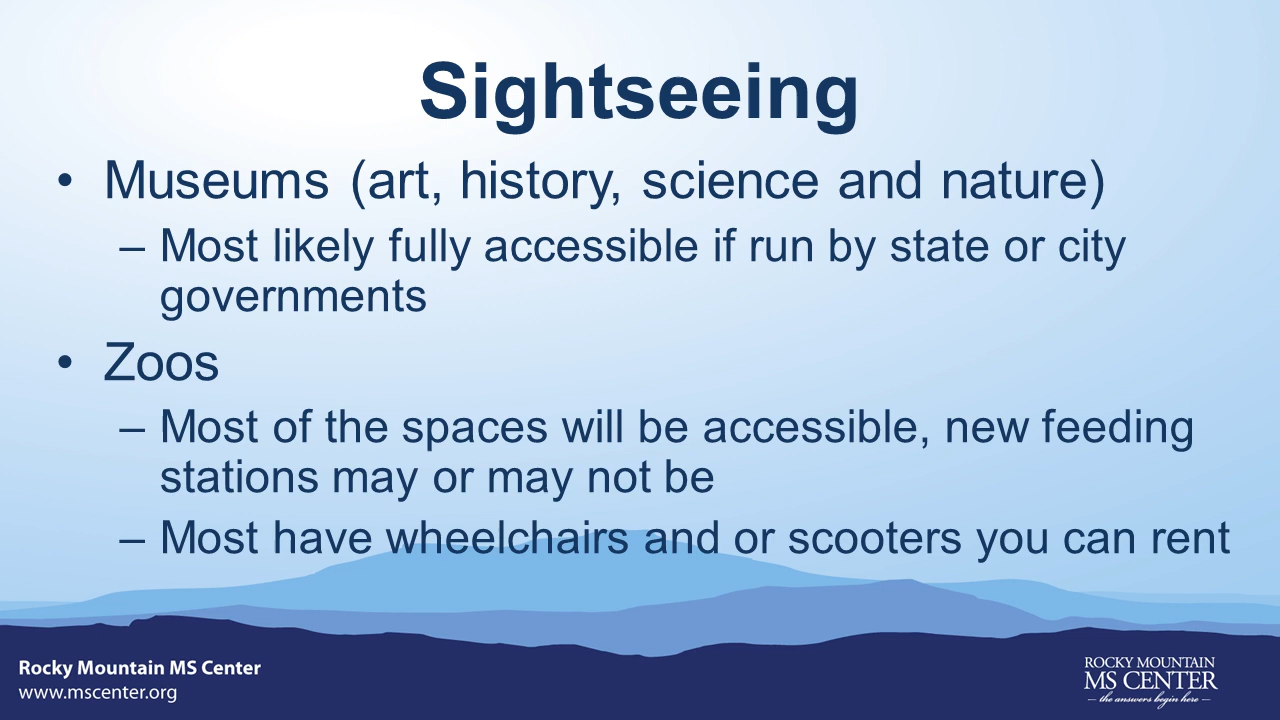 Sightseeing
• Museums (art, history, science and nature)
– Most likely fully accessible if run by state or city
governments
• Zoos
– Most of the spaces will be accessible, new feeding
stations may or may not be
– Most have wheelchairs and or scooters you can rent
Rocky Mountain MS Center
www.mscenter.org
ROCKY MOUNTAIN
MS CENTER
– the answers begin here –